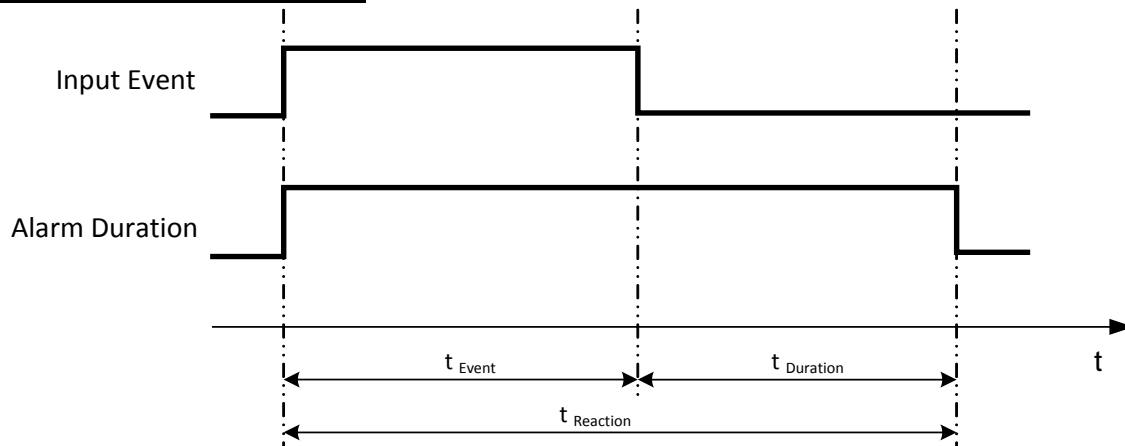 Input Event
Alarm Duration
t
t Event
t Duration
t Reaction